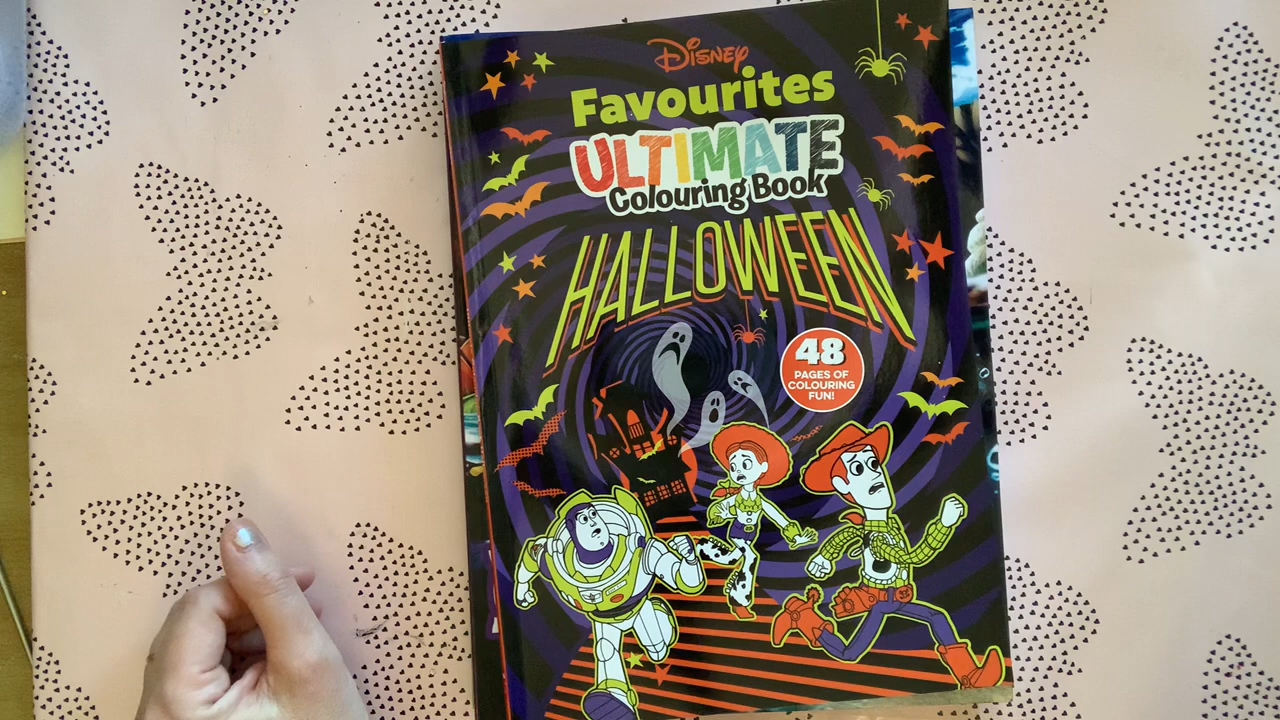 Disney
Favourites
ULTIMATE
Colouring Book
HALLOWEEN
48
PAGES OF
COLOURING
FUN!